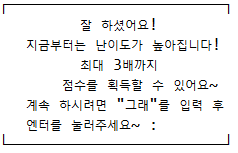 잘 하셨어요!
지금부터는 난이도가 높아집니다!
최대 3배까지
점수를 획득할 수 있어요~
계속 하시려면 "그래"를 입력 후
엔터를 눌러주세요~ :